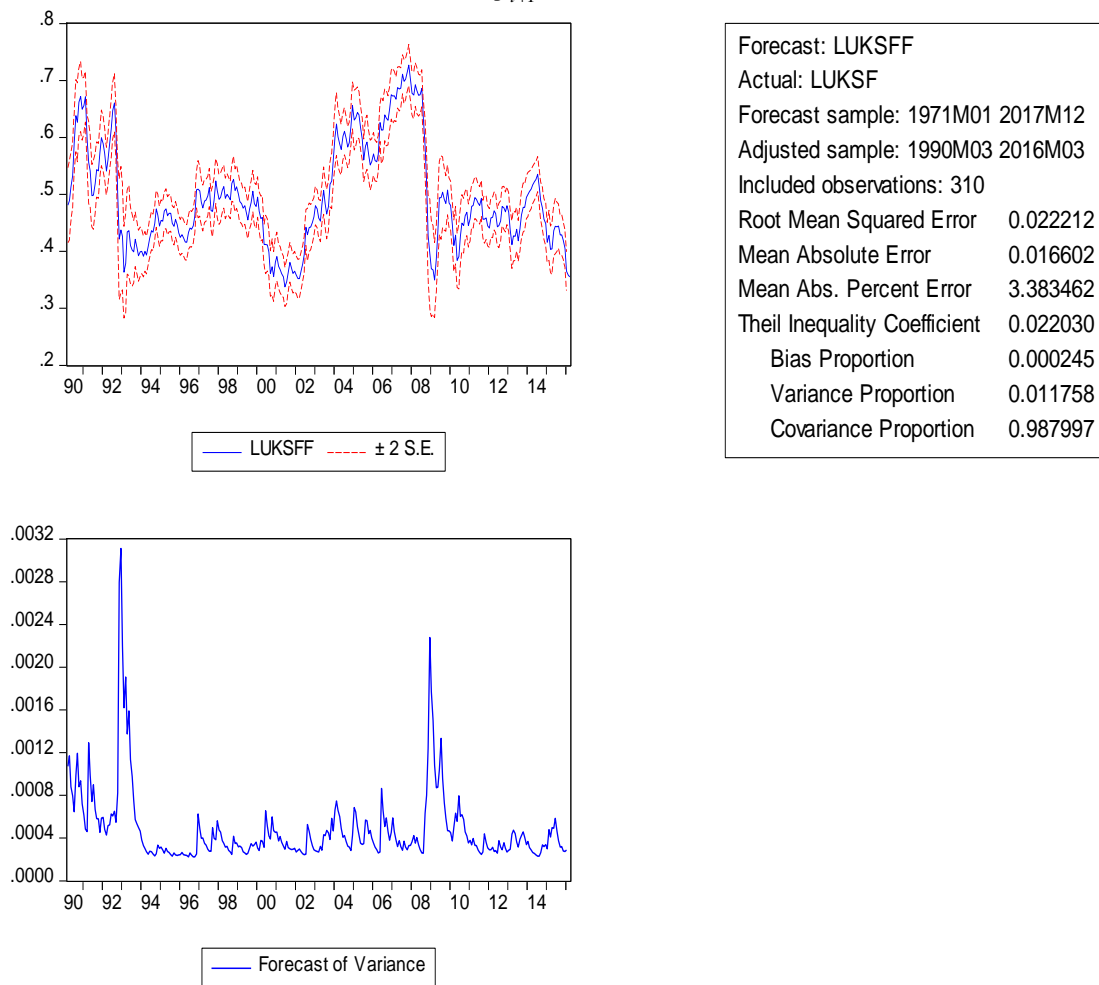 .8
.7
.6
.5
.4
.3
.2
90 92 94 96 98 00 02 04 06 08 10 12 14
LUKSFF ± 2 S.E.
Forecast: LUKSFF
Actual: LUKSF
Forecast sample: 1971M01 2017M12
Adjusted sample: 1990M03 2016M03
Included observations: 310
Root Mean Squared Error 0.022212
Mean Absolute Error 0.016602
Mean Abs. Percent Error 3.383462
Theil Inequality Coefficient 0.022030
Bias Proportion 0.000245
Variance Proportion 0.011758
Covariance Proportion 0.987997
.0032
.0028
.0024
.0020
.0016
.0012
.0008
.0004
.0000
90 92 94 96 98 00 02 04 06 08 10 12 14
Forecast of Variance